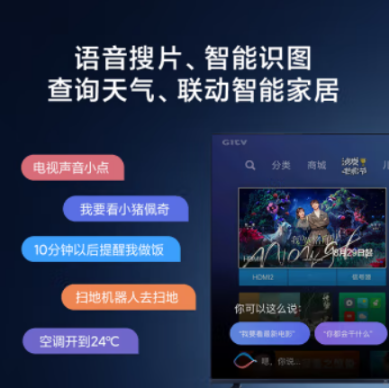 语音搜片、智能识图
查询天气、联动智能家居
GITV
分类 商城
电视声音小点
我要看小猪佩奇
10分钟以后提醒我做饭
HDMI2
你可以这么说：
扫地机器人去扫地
“我要看最新电影” “你都会干什么”
空调开到24℃
嗯，你说...